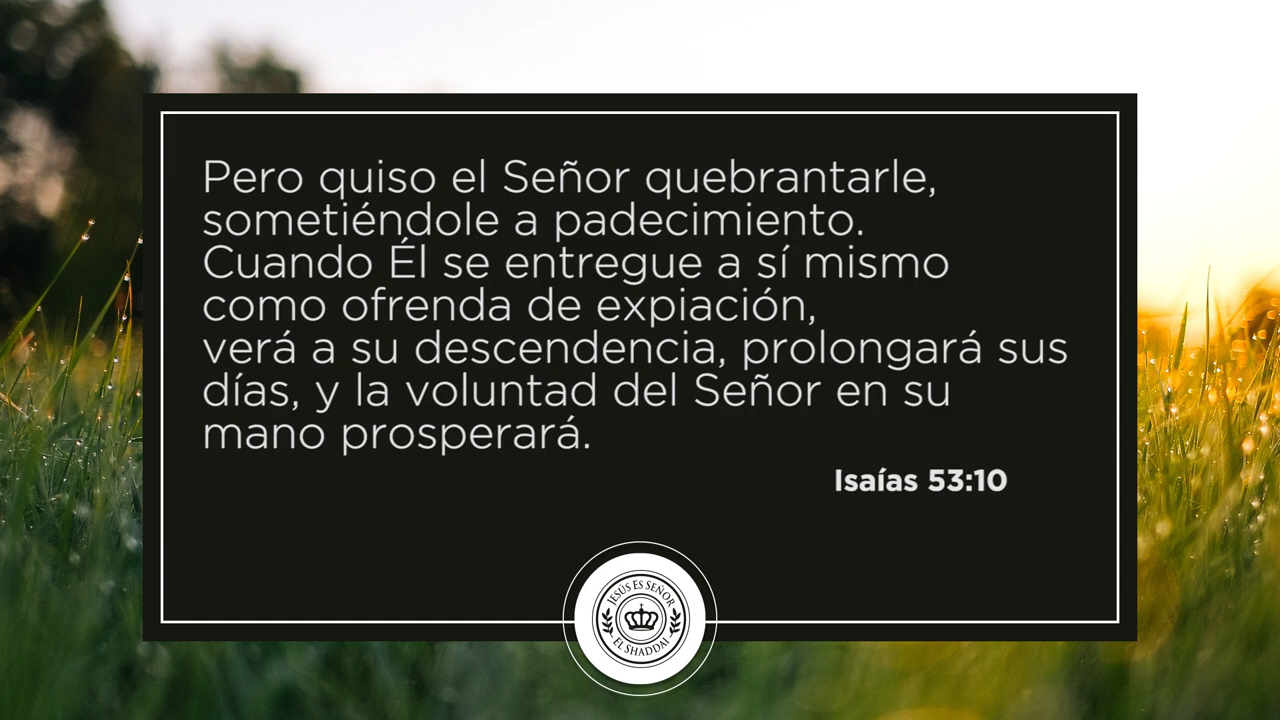 Pero quiso el Señor quebrantarle,
sometiéndole a padecimiento.
Cuando Él se entregue a sí mismo
como ofrenda de expiación,
verá a su descendencia, prolongará sus
días, y la voluntad del Señor en su
mano prosperará.
Isaías 53:10
JESÚS ES SEÑOR
EL SHADDAI